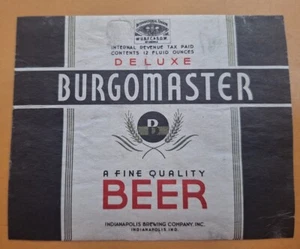 INTERNAL REVENUE TAX PAID
CONTENTS 12 FLUID OUNCES
DELUXE
BURGOMASTER
B
A FINE QUALITY
BEER
INDIANAPOLIS BREWING COMPANY, INC.
INDIANAPOLIS, IND.